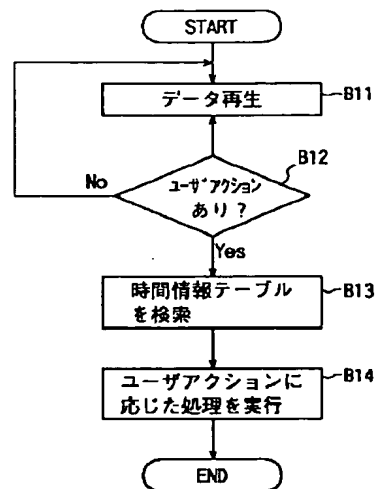 START
データ再生
B11
B12
ユーザアクション
あり?
No
Yes
時間情報テーブル
を検索
B13
ユーザアクションに
応じた処理を実行
B14
END